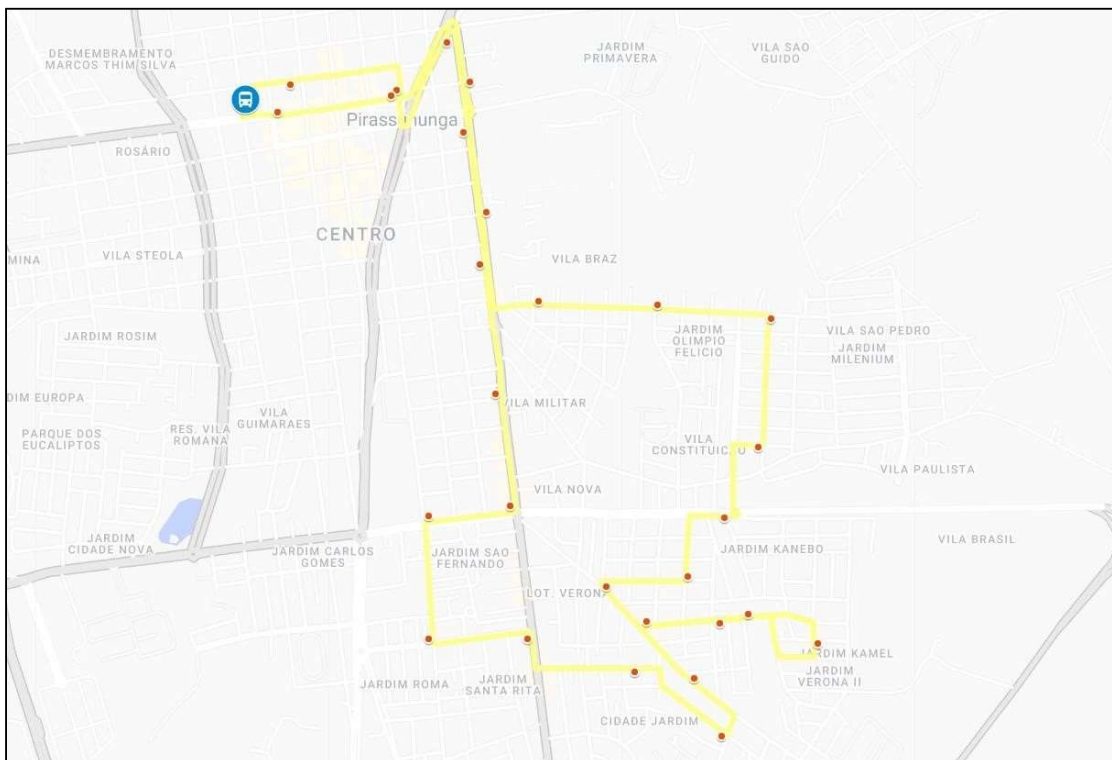 DESMEMBRAMENTO
MARCOS THIM SILVA
JARDIM
PRIMAVERA
VILA SAO
GUIDO
Pirass nunga
ROSÁRIO
CENTRO
VILA STEOLA
MINA
VILA BRAZ
JARDIM ROSIM
JARDIM
OLIMPIO
FELICIO
VILA SAO PEDRO
JARDIM
MILENIUM
DIM EUROPA
VILA
GUIMARAES
VILA MILITAR
PARQUE DOS
EUCALIPTOS
RES. VILA
ROMANA
VILA
CONSTITUICAO
VILA PAULISTA
VILA NOVA
JARDIM
CIDADE NOVA
JARDIM CARLOS
GOMES
JARDIM SAO
FERNANDO
JARDIM KANEBO
VILA BRASIL
LOT. VERONA
JARDIM KAMEL
JARDIM
VERONA II
JARDIM ROMA
JARDIM
SANTA RITA
CIDADE JARDIM